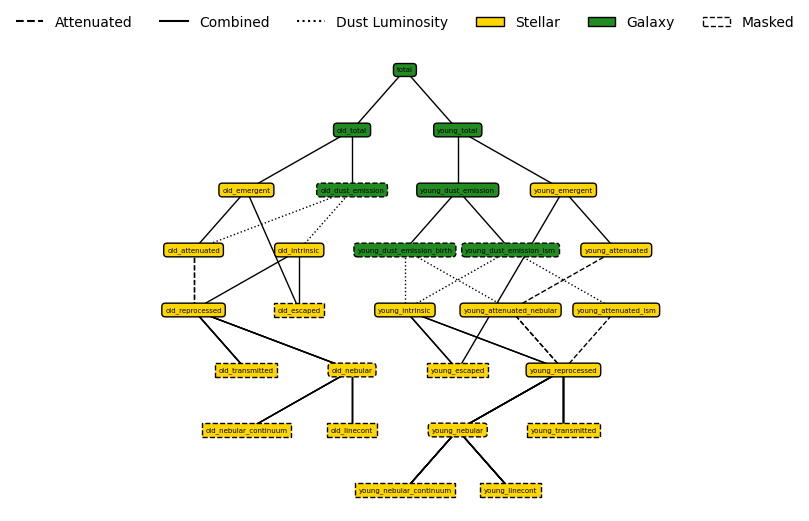 Attenuated Combined Dust Luminosity Stellar Galaxy Masked
total
old_total young_total
old_emergent old_dust_emission young_dust_emission young_emergent
old_attenuated old_intrinsic young_dust_emission_birth young_dust_emission_ism young_attenuated
old_reprocessed old_escaped young_intrinsic young_attenuated_nebular young_attenuated_ism
old_transmitted old_nebular young_escaped young_reprocessed
old_nebular_continuum old_linecont young_nebular young_transmitted
young_nebular_continuum young_linecont